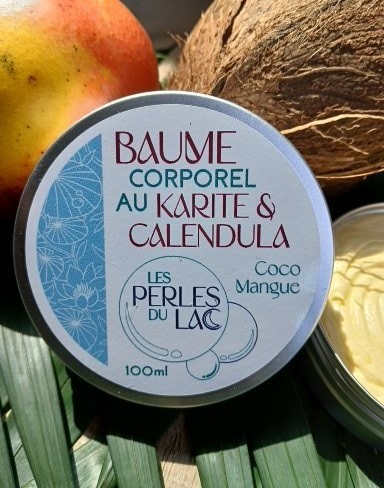 BAUME
CORPOREL
AU KARITE &
CALENDULA
Coco
Mangue
LES
PERLES
DU LAC
100ml